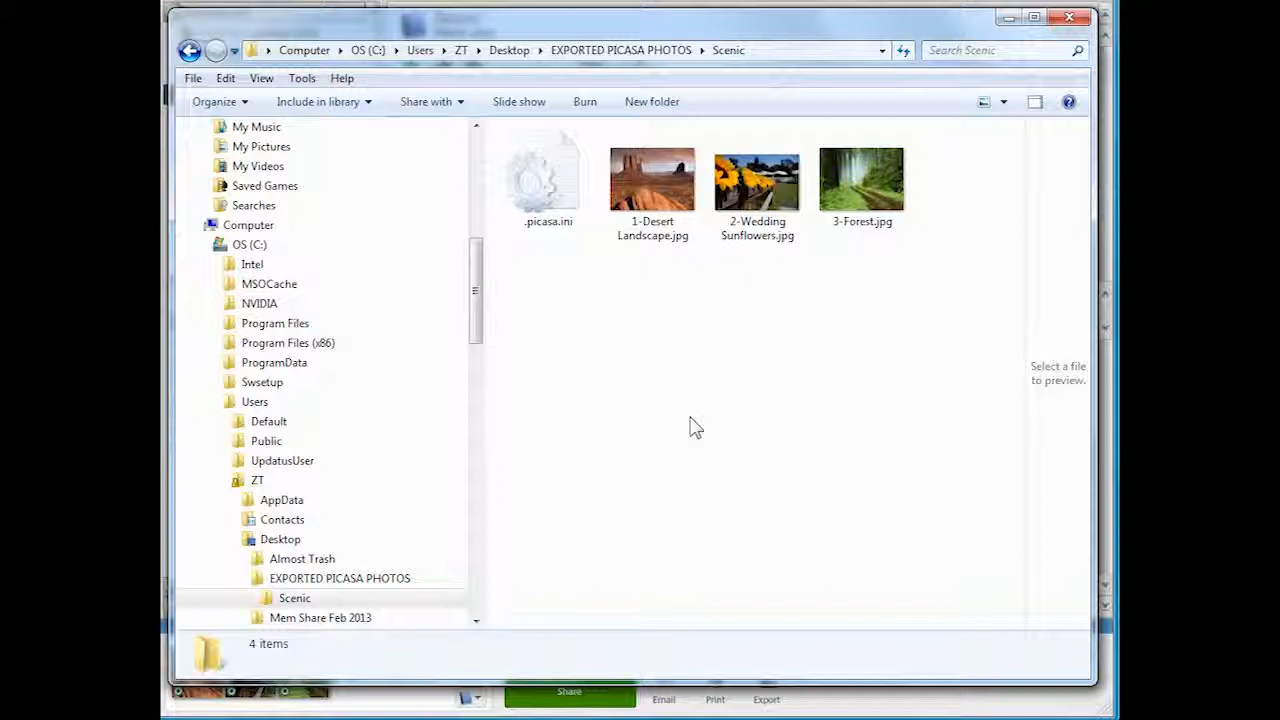 Computer OS (C:) Users ZT Desktop EXPORTED PICASA PHOTOS Scenic
Search Scenic
File Edit View Tools Help
Organize Include in library Share with Slide show Burn New folder
My Music
My Pictures
My Videos
Saved Games
Searches
Computer
OS (C:)
Intel
MSOCache
NVIDIA
Program Files
Program Files (x86)
ProgramData
Swsetup
Users
Default
Public
UpdatusUser
ZT
AppData
Contacts
Desktop
Almost Trash
EXPORTED PICASA PHOTOS
Scenic
Mem Share Feb 2013
.picasa.ini
1-Desert
Landscape.jpg
2-Wedding
Sunflowers.jpg
3-Forest.jpg
Select a file
to preview.
4 items
Share
Email Print Export